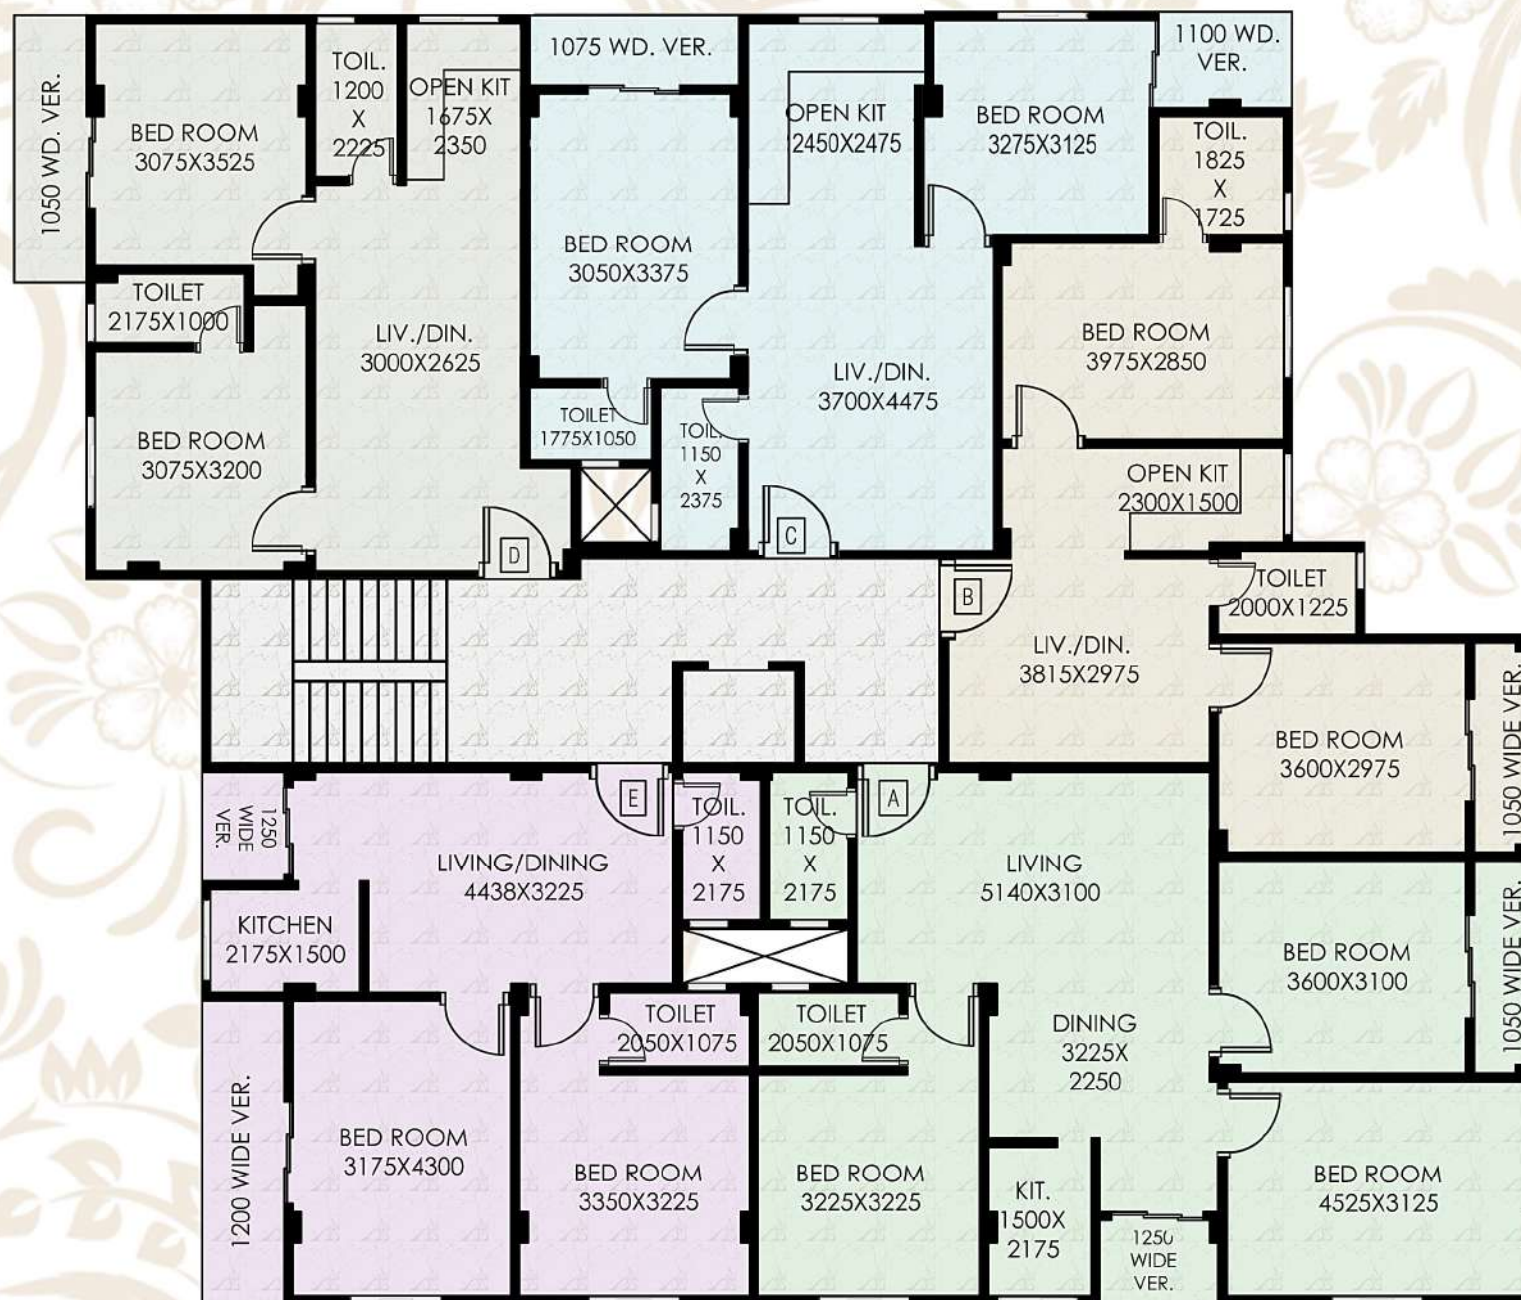 1050 WD. VER.
BED ROOM
3075X3525
TOIL.
1200
X
2225
OPEN KIT
1675X
2350
1075 WD. VER.
OPEN KIT
2450X2475
BED ROOM
3275X3125
1100 WD.
VER.
TOIL.
1825
X
1725
TOILET
2175X1000
LIV./DIN.
3000X2625
BED ROOM
3050X3375
LIV./DIN.
3700X4475
BED ROOM
3975X2850
BED ROOM
3075X3200
TOILET
1775X1050
TOIL.
1150
X
2375
OPEN KIT
2300X1500
D
C
B
TOILET
2000X1225
LIV./DIN.
3815X2975
BED ROOM
3600X2975
1050 WIDE VER.
1250
WIDE
VER.
E
TOIL.
1150
X
2175
TOIL.
1150
X
2175
A
LIVING/DINING
4438X3225
LIVING
5140X3100
KITCHEN
2175X1500
BED ROOM
3600X3100
1050 WIDE VER.
TOILET
2050X1075
TOILET
2050X1075
DINING
3225X
2250
1200 WIDE VER.
BED ROOM
3175X4300
BED ROOM
3350X3225
BED ROOM
3225X3225
KIT.
1500X
2175
1250
WIDE
VER.
BED ROOM
4525X3125